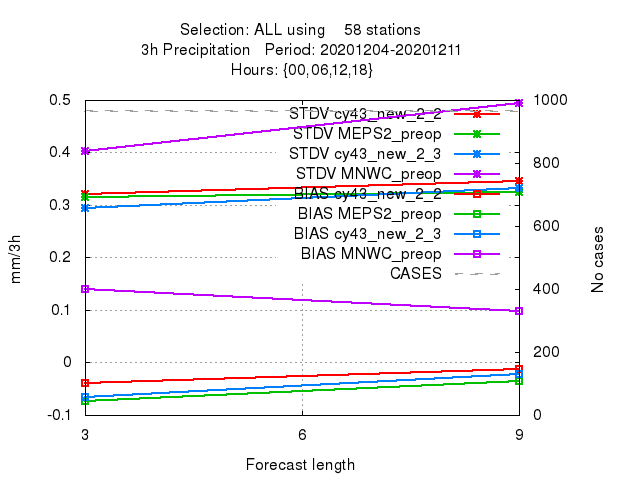 Selection: ALL using    58 stations
3h Precipitation   Period: 20201204-20201211
Hours: {00,06,12,18}
0.5
0.4
0.3
0.2
0.1
0
-0.1
mm/3h
STDV cy43_new_2_2
STDV MEPS2_preop
STDV cy43_new_2_3
STDV MNWC_preop
BIAS cy43_new_2_2
BIAS MEPS2_preop
BIAS cy43_new_2_3
BIAS MNWC_preop
CASES
1000
800
600
400
200
0
No cases
3 6 9
Forecast length